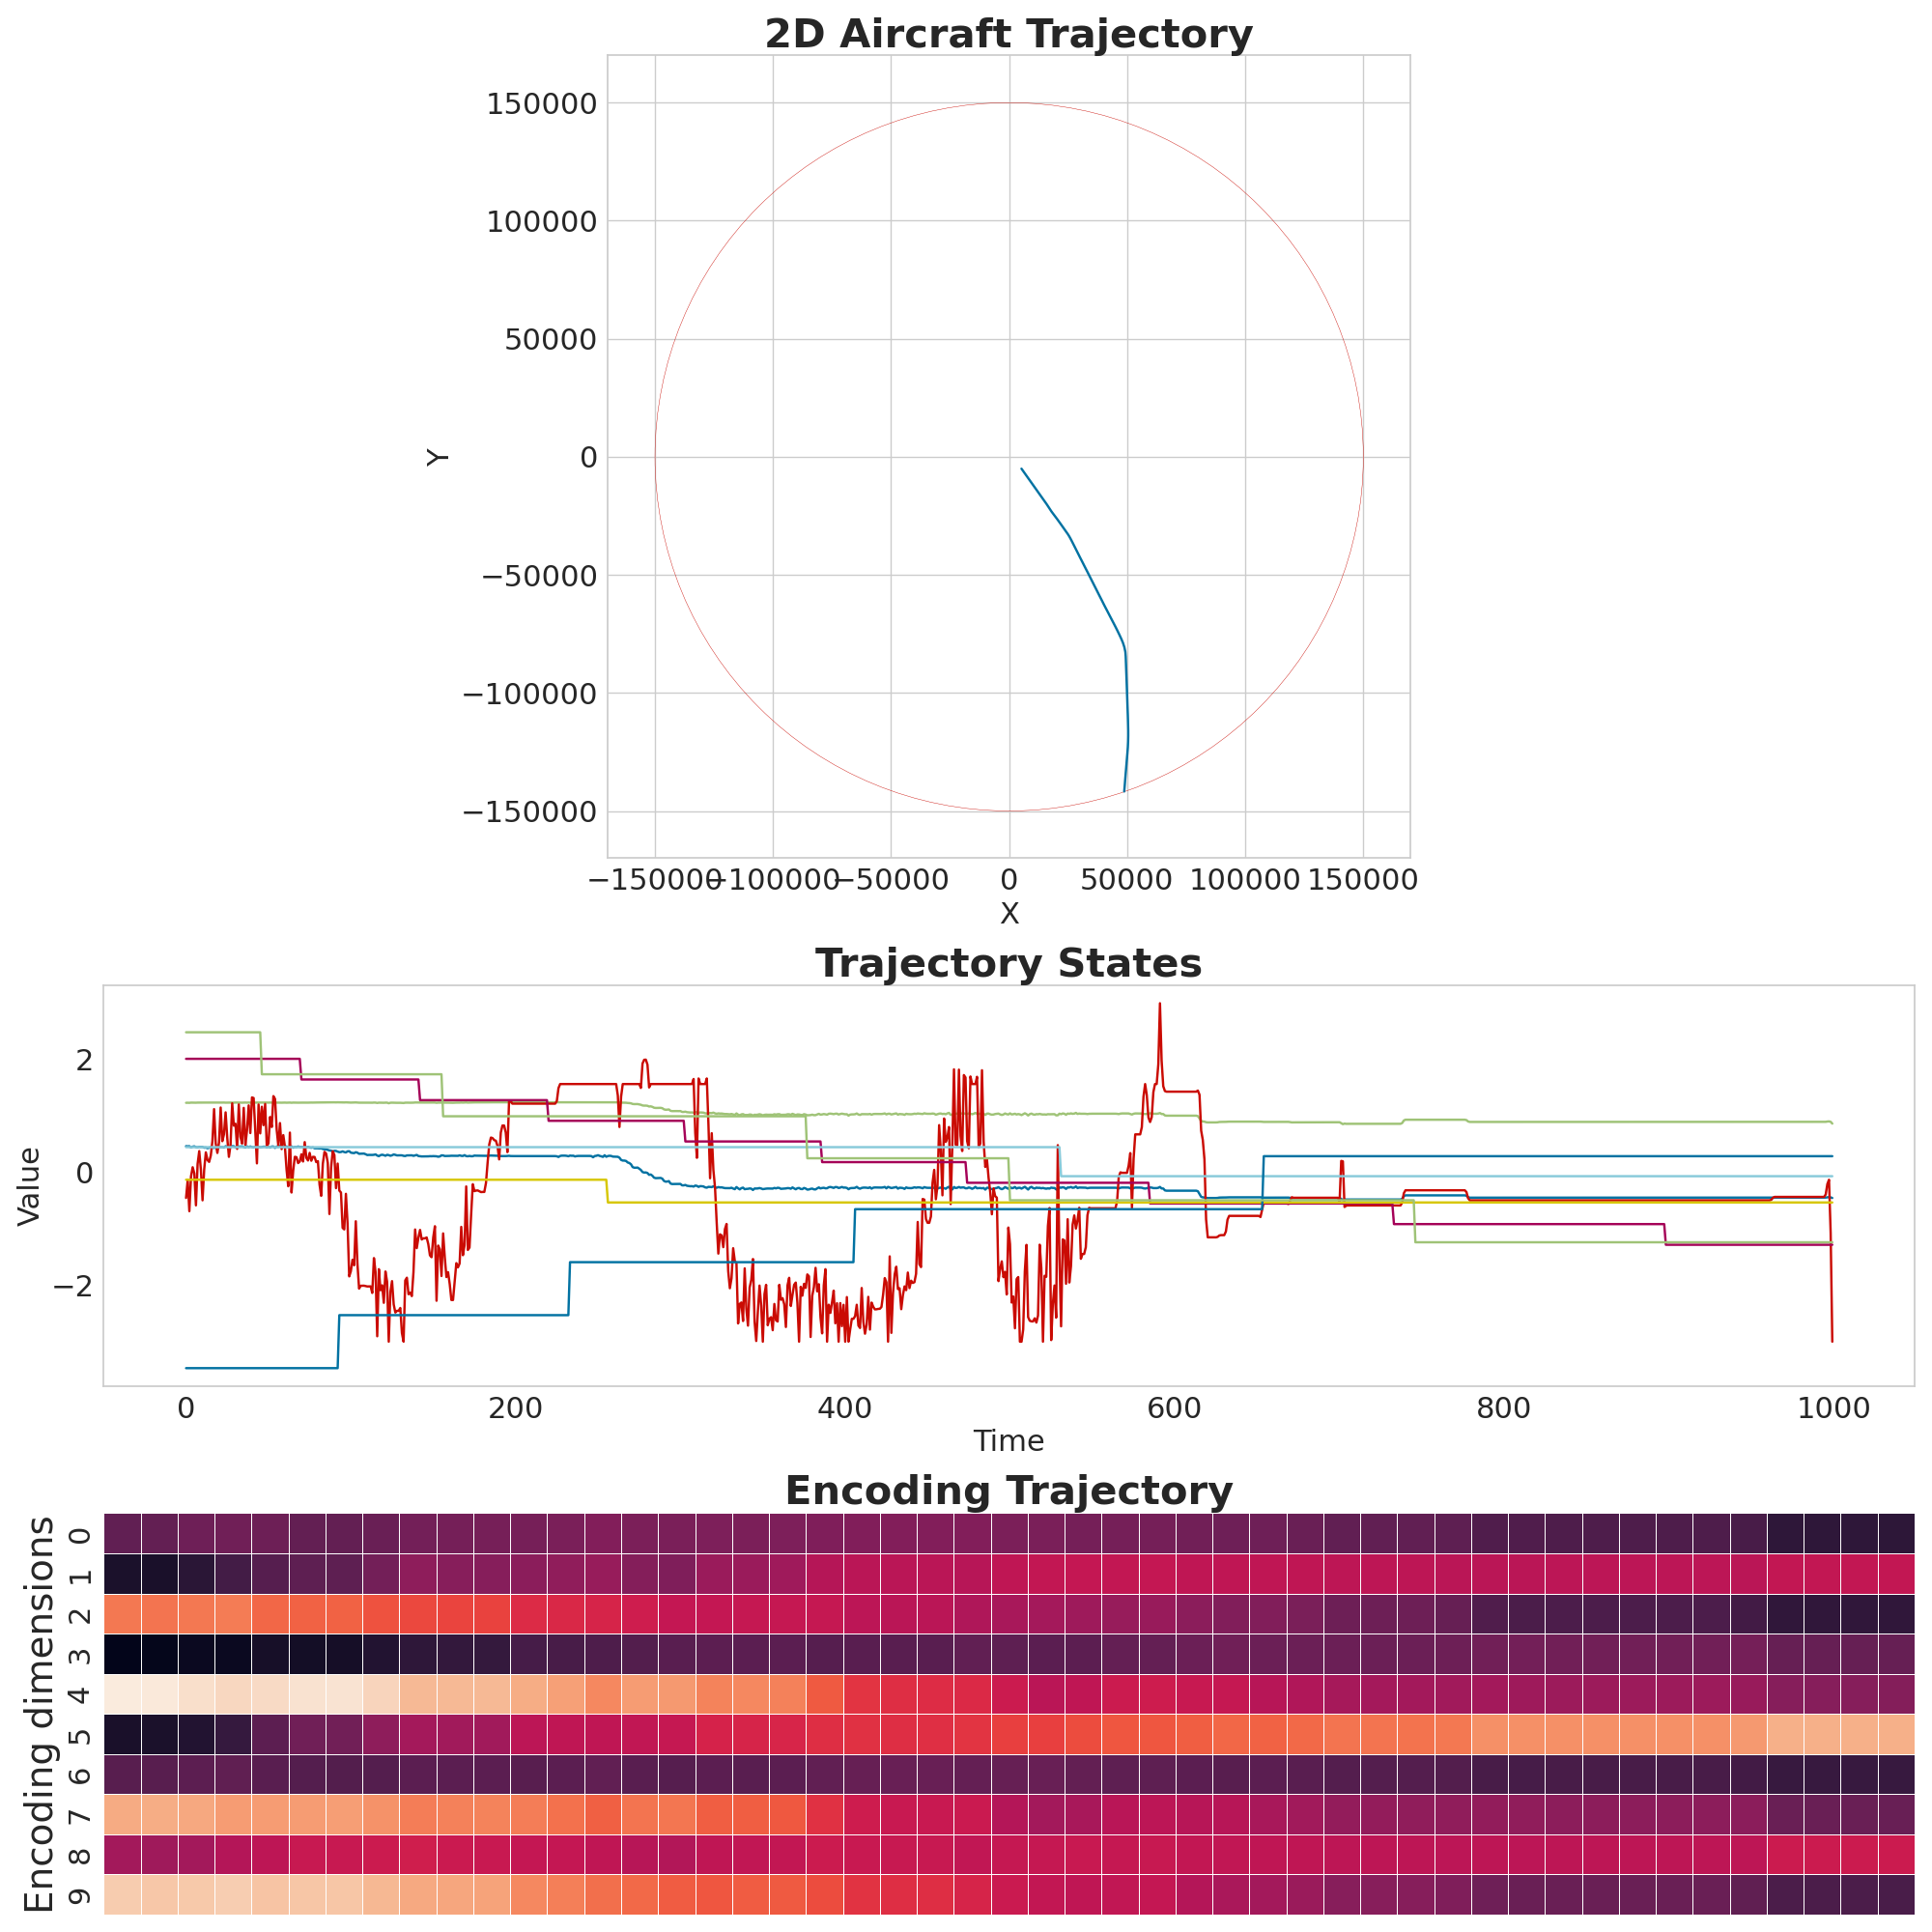 2D Aircraft Trajectory
150000
100000
50000
0
−50000
−100000
−150000
Y
−150000 −100000 −50000 0 50000 100000 150000
X
Trajectory States
2
0
−2
Value
0 200 400 600 800 1000
Time
Encoding Trajectory
0
1
2
3
4
5
6
7
8
9
Encoding dimensions